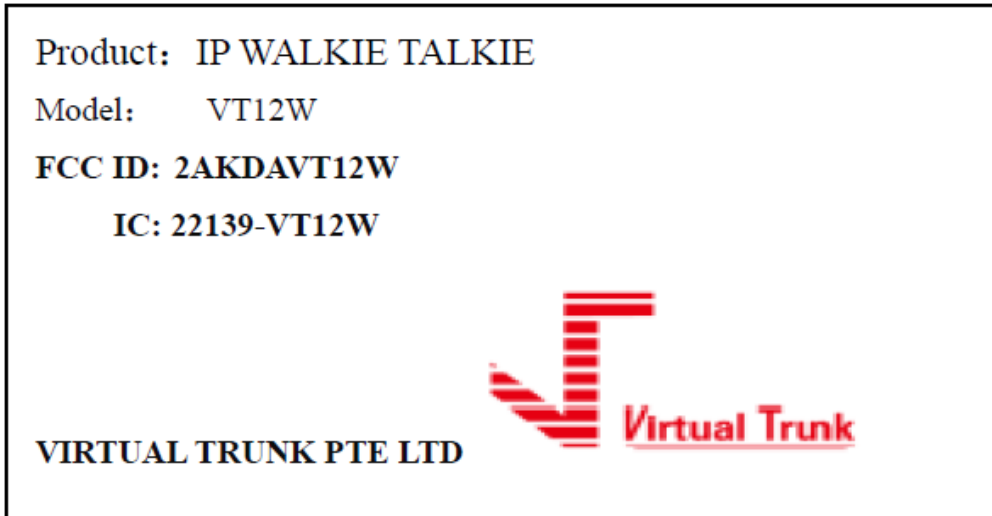 Product： IP WALKIE TALKIE
Model： VT12W
FCC ID: 2AKDAVT12W
IC: 22139-VT12W
Virtual Trunk
VIRTUAL TRUNK PTE LTD